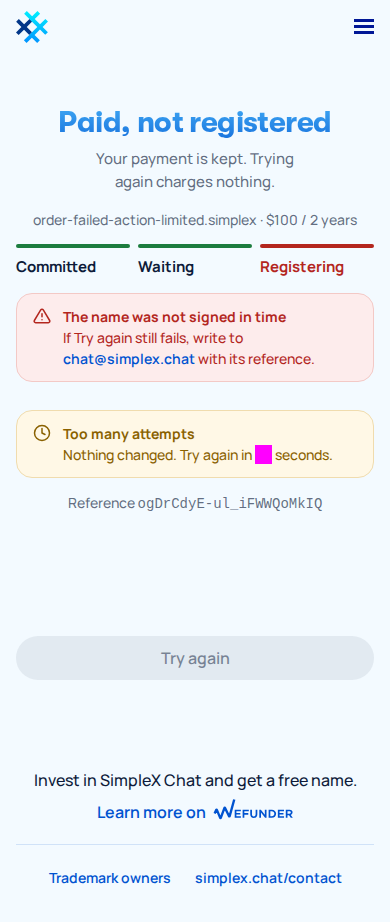 Paid, not registered
Your payment is kept. Trying
again charges nothing.
order-failed-action-limited.simplex · $100 / 2 years
Committed Waiting Registering
The name was not signed in time
If Try again still fails, write to
chat@simplex.chat with its reference.
Too many attempts
Nothing changed. Try again in seconds.
Reference ogDrCdyE-ul_iFWWQoMkIQ
Try again
Invest in SimpleX Chat and get a free name.
Learn more on WEFUNDER
Trademark owners simplex.chat/contact